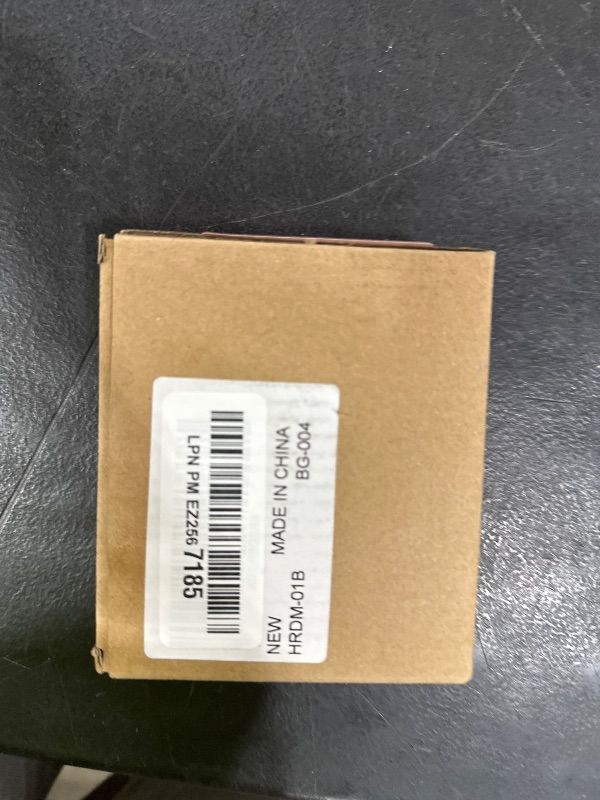 LPN PM EZ256 7185
NEW MADE IN CHINA
HRDM-01B BG-004